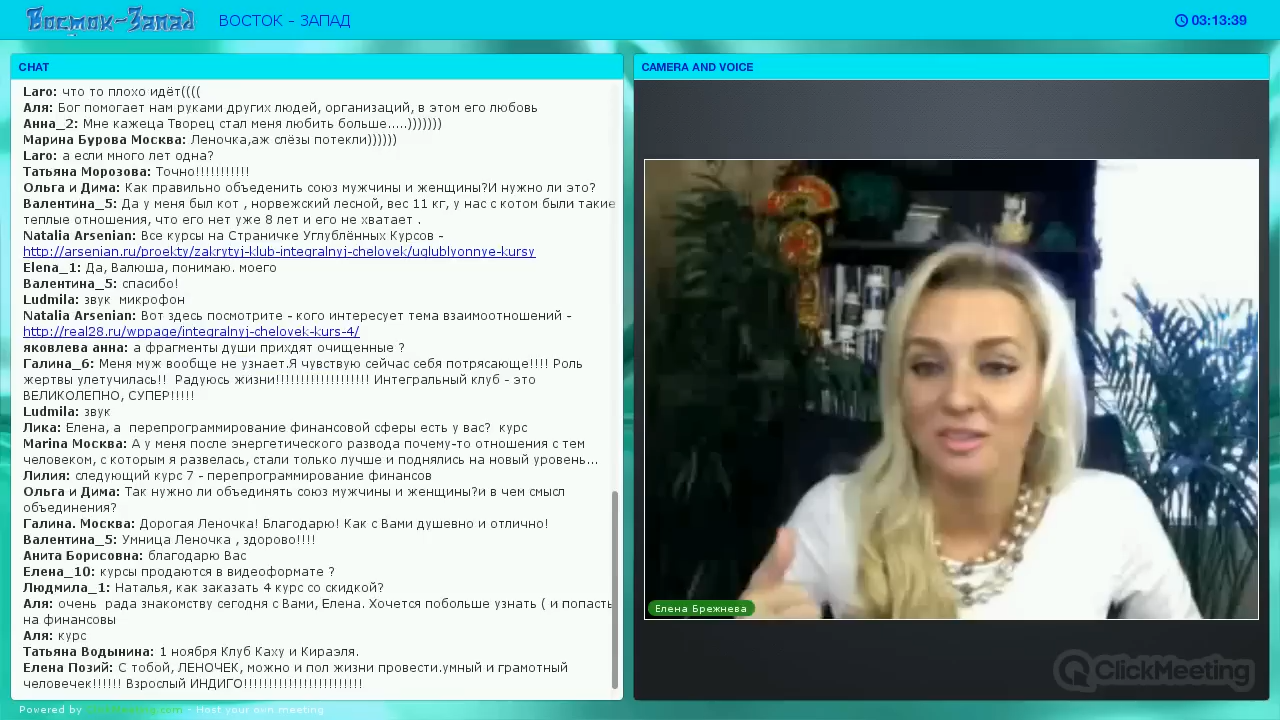 Восток-Запад
ВОСТОК - ЗАПАД
03:13:39
CHAT
Laro: что то плохо идёт((((
Аля: Бог помогает нам руками других людей, организаций, в этом его любовь
Анна_2: Мне кажеца Творец стал меня любить больше.....)))))))
Марина Бурова Москва: Леночка,аж слёзы потекли))))))
Laro: а если много лет одна?
Татьяна Морозова: Точно!!!!!!!!!!!
Ольга и Дима: Как правильно объеденить союз мужчины и женщины?И нужно ли это?
Валентина_5: Да у меня был кот , норвежский лесной, вес 11 кг, у нас с котом были такие
теплые отношения, что его нет уже 8 лет и его не хватает .
Natalia Arsenian: Все курсы на Страничке Углублённых Курсов -
http://arsenian.ru/proekty/zakrytyj-klub-integralnyj-chelovek/uglublyonnye-kursy
Elena_1: Да, Валюша, понимаю. моего
Валентина_5: спасибо!
Ludmila: звук  микрофон
Natalia Arsenian: Вот здесь посмотрите - кого интересует тема взаимоотношений -
http://real28.ru/wppage/integralnyj-chelovek-kurs-4/
яковлева анна: а фрагменты души прихдят очищенные ?
Галина_6: Меня муж вообще не узнает.Я чувствую сейчас себя потрясающе!!!! Роль
жертвы улетучилась!!  Радуюсь жизни!!!!!!!!!!!!!!!!!!! Интегральный клуб - это
ВЕЛИКОЛЕПНО, СУПЕР!!!!!
Ludmila: звук
Лика: Елена, а  перепрограммирование финансовой сферы есть у вас?  курс
Marina Москва: А у меня после энергетического развода почему-то отношения с тем
человеком, с которым я развелась, стали только лучше и поднялись на новый уровень...
Лилия: следующий курс 7 - перепрограммирование финансов
Ольга и Дима: Так нужно ли объединять союз мужчины и женщины?и в чем смысл
объединения?
Галина. Москва: Дорогая Леночка! Благодарю! Как с Вами душевно и отлично!
Валентина_5: Умница Леночка , здорово!!!!
Анита Борисовна: благодарю Вас
Елена_10: курсы продаются в видеоформате ?
Людмила_1: Наталья, как заказать 4 курс со скидкой?
Аля: очень  рада знакомству сегодня с Вами, Елена. Хочется побольше узнать ( и попасть
на финансовы
Аля: курс
Татьяна Водынина: 1 ноября Клуб Каху и Кираэля.
Елена Позий: С тобой, ЛЕНОЧЕК, можно и пол жизни провести.умный и грамотный
человечек!!!!!! Взрослый ИНДИГО!!!!!!!!!!!!!!!!!!!!!!!!
Powered by ClickMeeting.com - Host your own meeting
CAMERA AND VOICE
Елена Брежнева
ClickMeeting